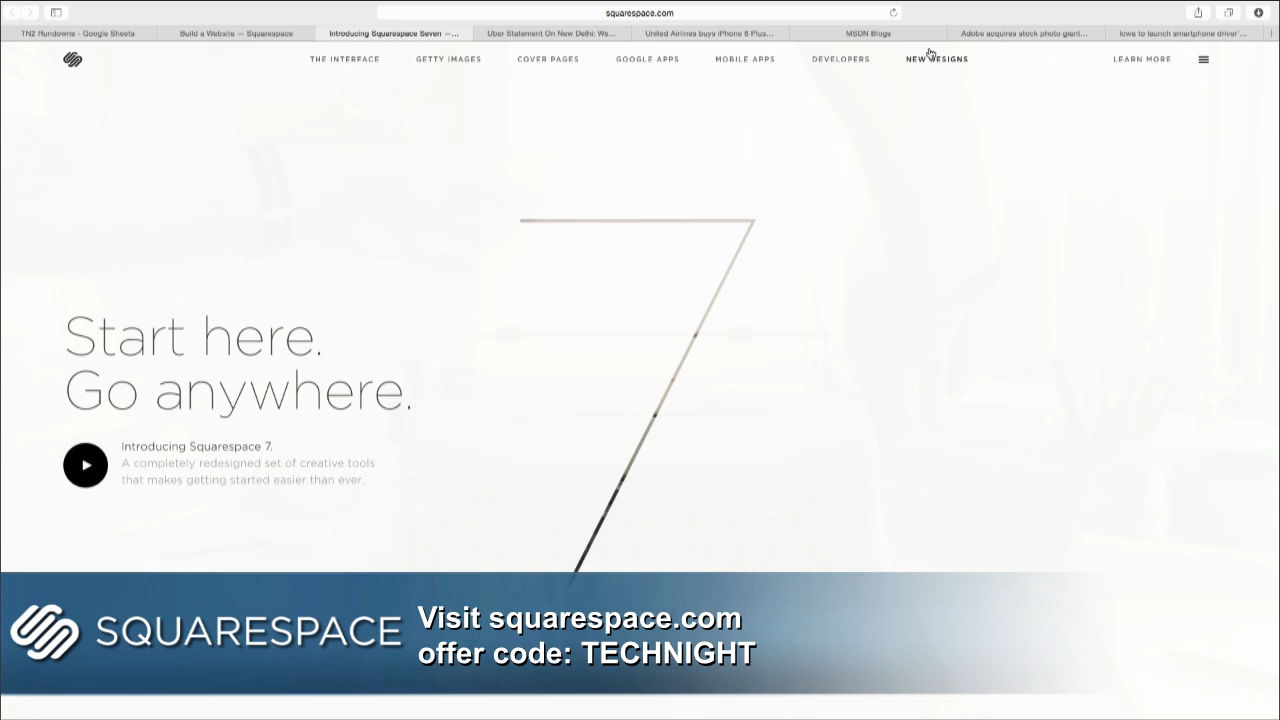 squarespace.com
TN2 Rundowns - Google Sheets
Build a Website — Squarespace
Introducing Squarespace Seven —...
Uber Statement On New Delhi: We...
United Airlines buys iPhone 6 Plus...
MSDN Blogs
Adobe acquires stock photo giant...
Iowa to launch smartphone driver'...
THE INTERFACE
GETTY IMAGES
COVER PAGES
GOOGLE APPS
MOBILE APPS
DEVELOPERS
NEW DESIGNS
LEARN MORE
7
Start here.
Go anywhere.
Introducing Squarespace 7.
A completely redesigned set of creative tools
that makes getting started easier than ever.
SQUARESPACE
Visit squarespace.com
offer code: TECHNIGHT